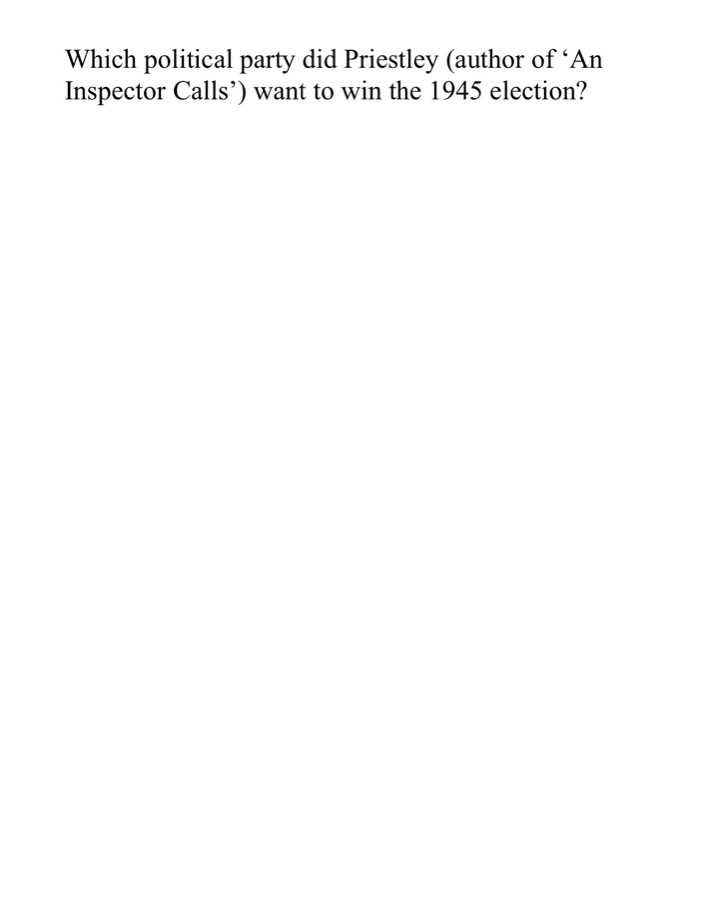 Which political party did Priestley (author of ‘An
Inspector Calls’) want to win the 1945 election?